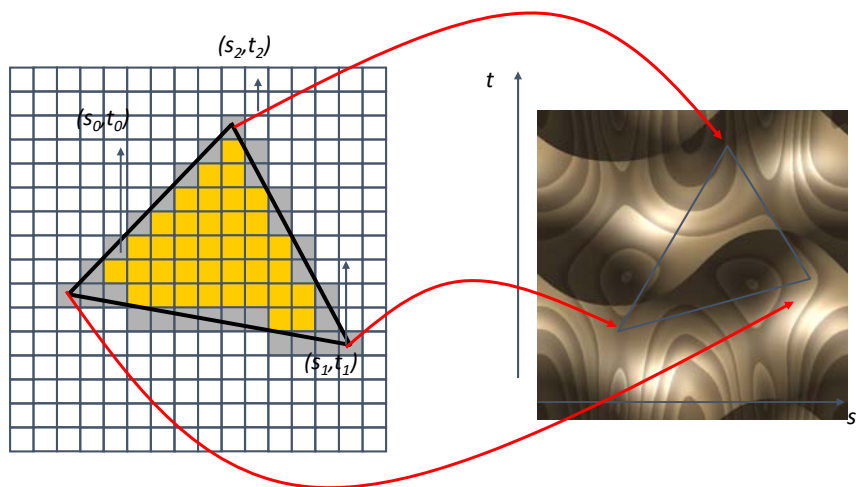 (s₂,t₂)
t
(s₀,t₀)
(s₁,t₁)
s